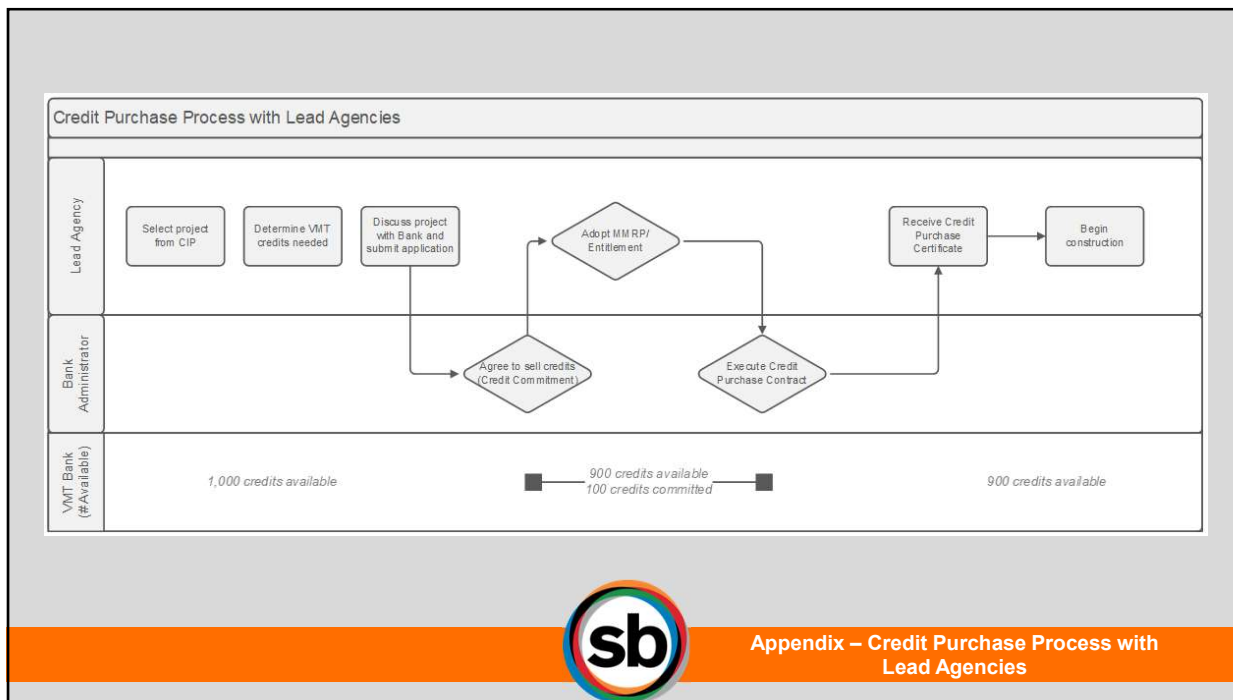 Credit Purchase Process with Lead Agencies
Lead Agency
Select project
from CIP
Determine VMT
credits needed
Discuss project
with Bank and
submit application
Adopt MMRP/
Entitlement
Receive Credit
Purchase
Certificate
Begin
construction
Bank
Administrator
Agree to sell credits
(Credit Commitment)
Execute Credit
Purchase Contract
VMT Bank
(#Available)
1,000 credits available
900 credits available
100 credits committed
900 credits available
sb
Appendix – Credit Purchase Process with
Lead Agencies